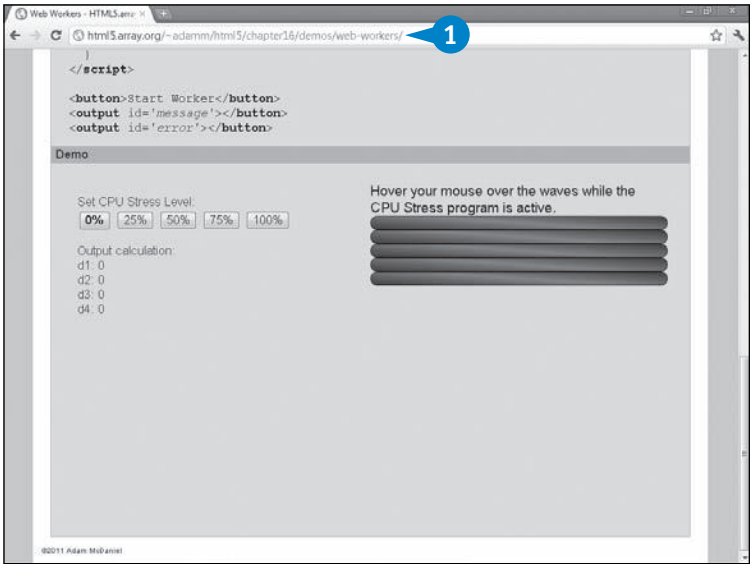 Web Workers - HTML5.arra
html5.array.org/~adamm/html5/chapter16/demos/web-workers/
1
}
</script>
<button>Start Worker</button>
<output id='message'></button>
<output id='error'></button>
Demo
Set CPU Stress Level:
0% 25% 50% 75% 100%
Output calculation:
d1: 0
d2: 0
d3: 0
d4: 0
Hover your mouse over the waves while the
CPU Stress program is active.
©2011 Adam McDaniel